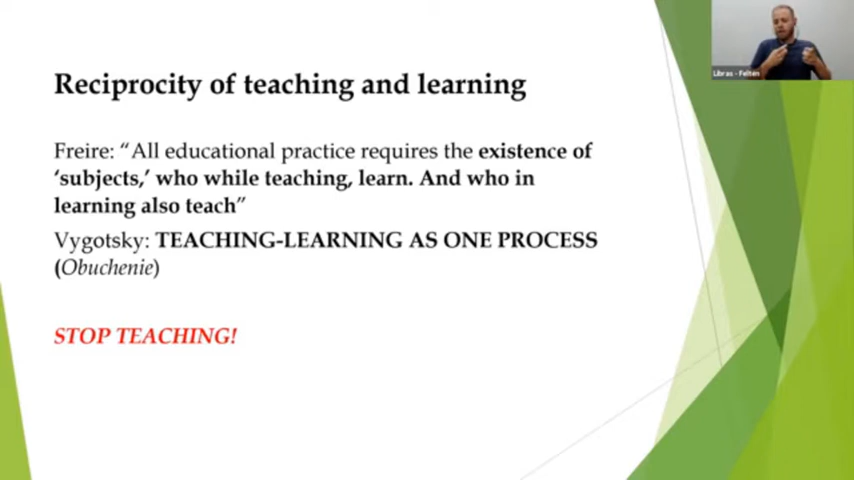 Reciprocity of teaching and learning
Freire: “All educational practice requires the existence of
‘subjects,’ who while teaching, learn. And who in
learning also teach”
Vygotsky: TEACHING-LEARNING AS ONE PROCESS
(Obuchenie)
STOP TEACHING!
Libras - Felten